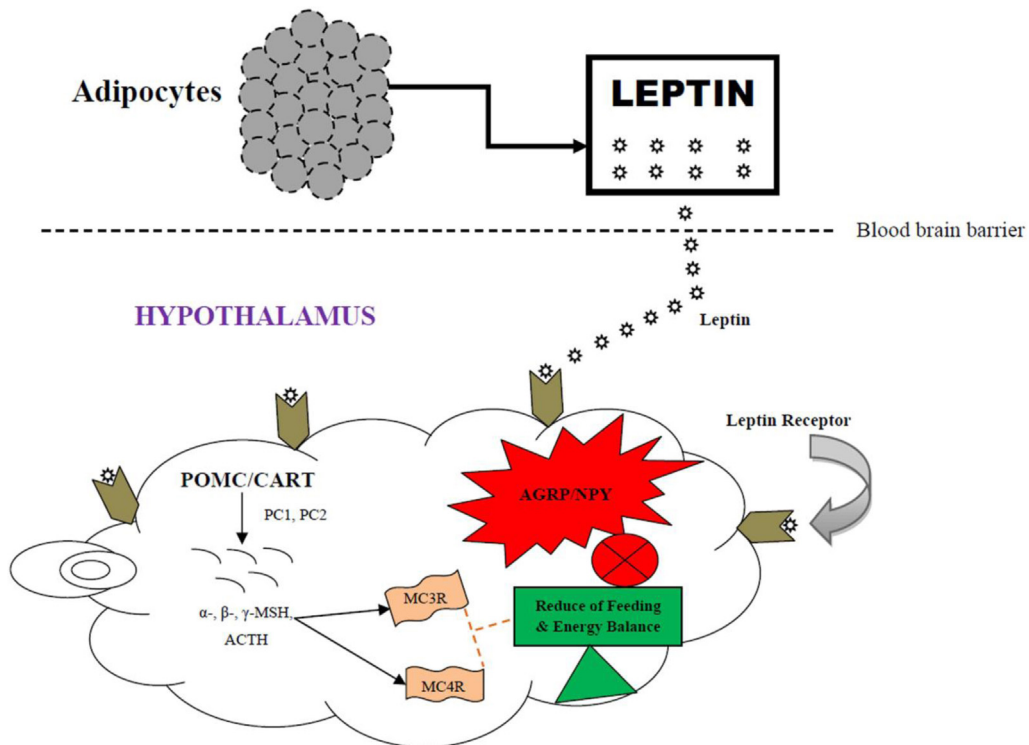 Adipocytes
LEPTIN
Blood brain barrier
HYPOTHALAMUS
Leptin
Leptin Receptor
POMC/CART
PC1, PC2
AGRP/NPY
α-, β-, γ-MSH,
ACTH
MC3R
MC4R
Reduce of Feeding
& Energy Balance